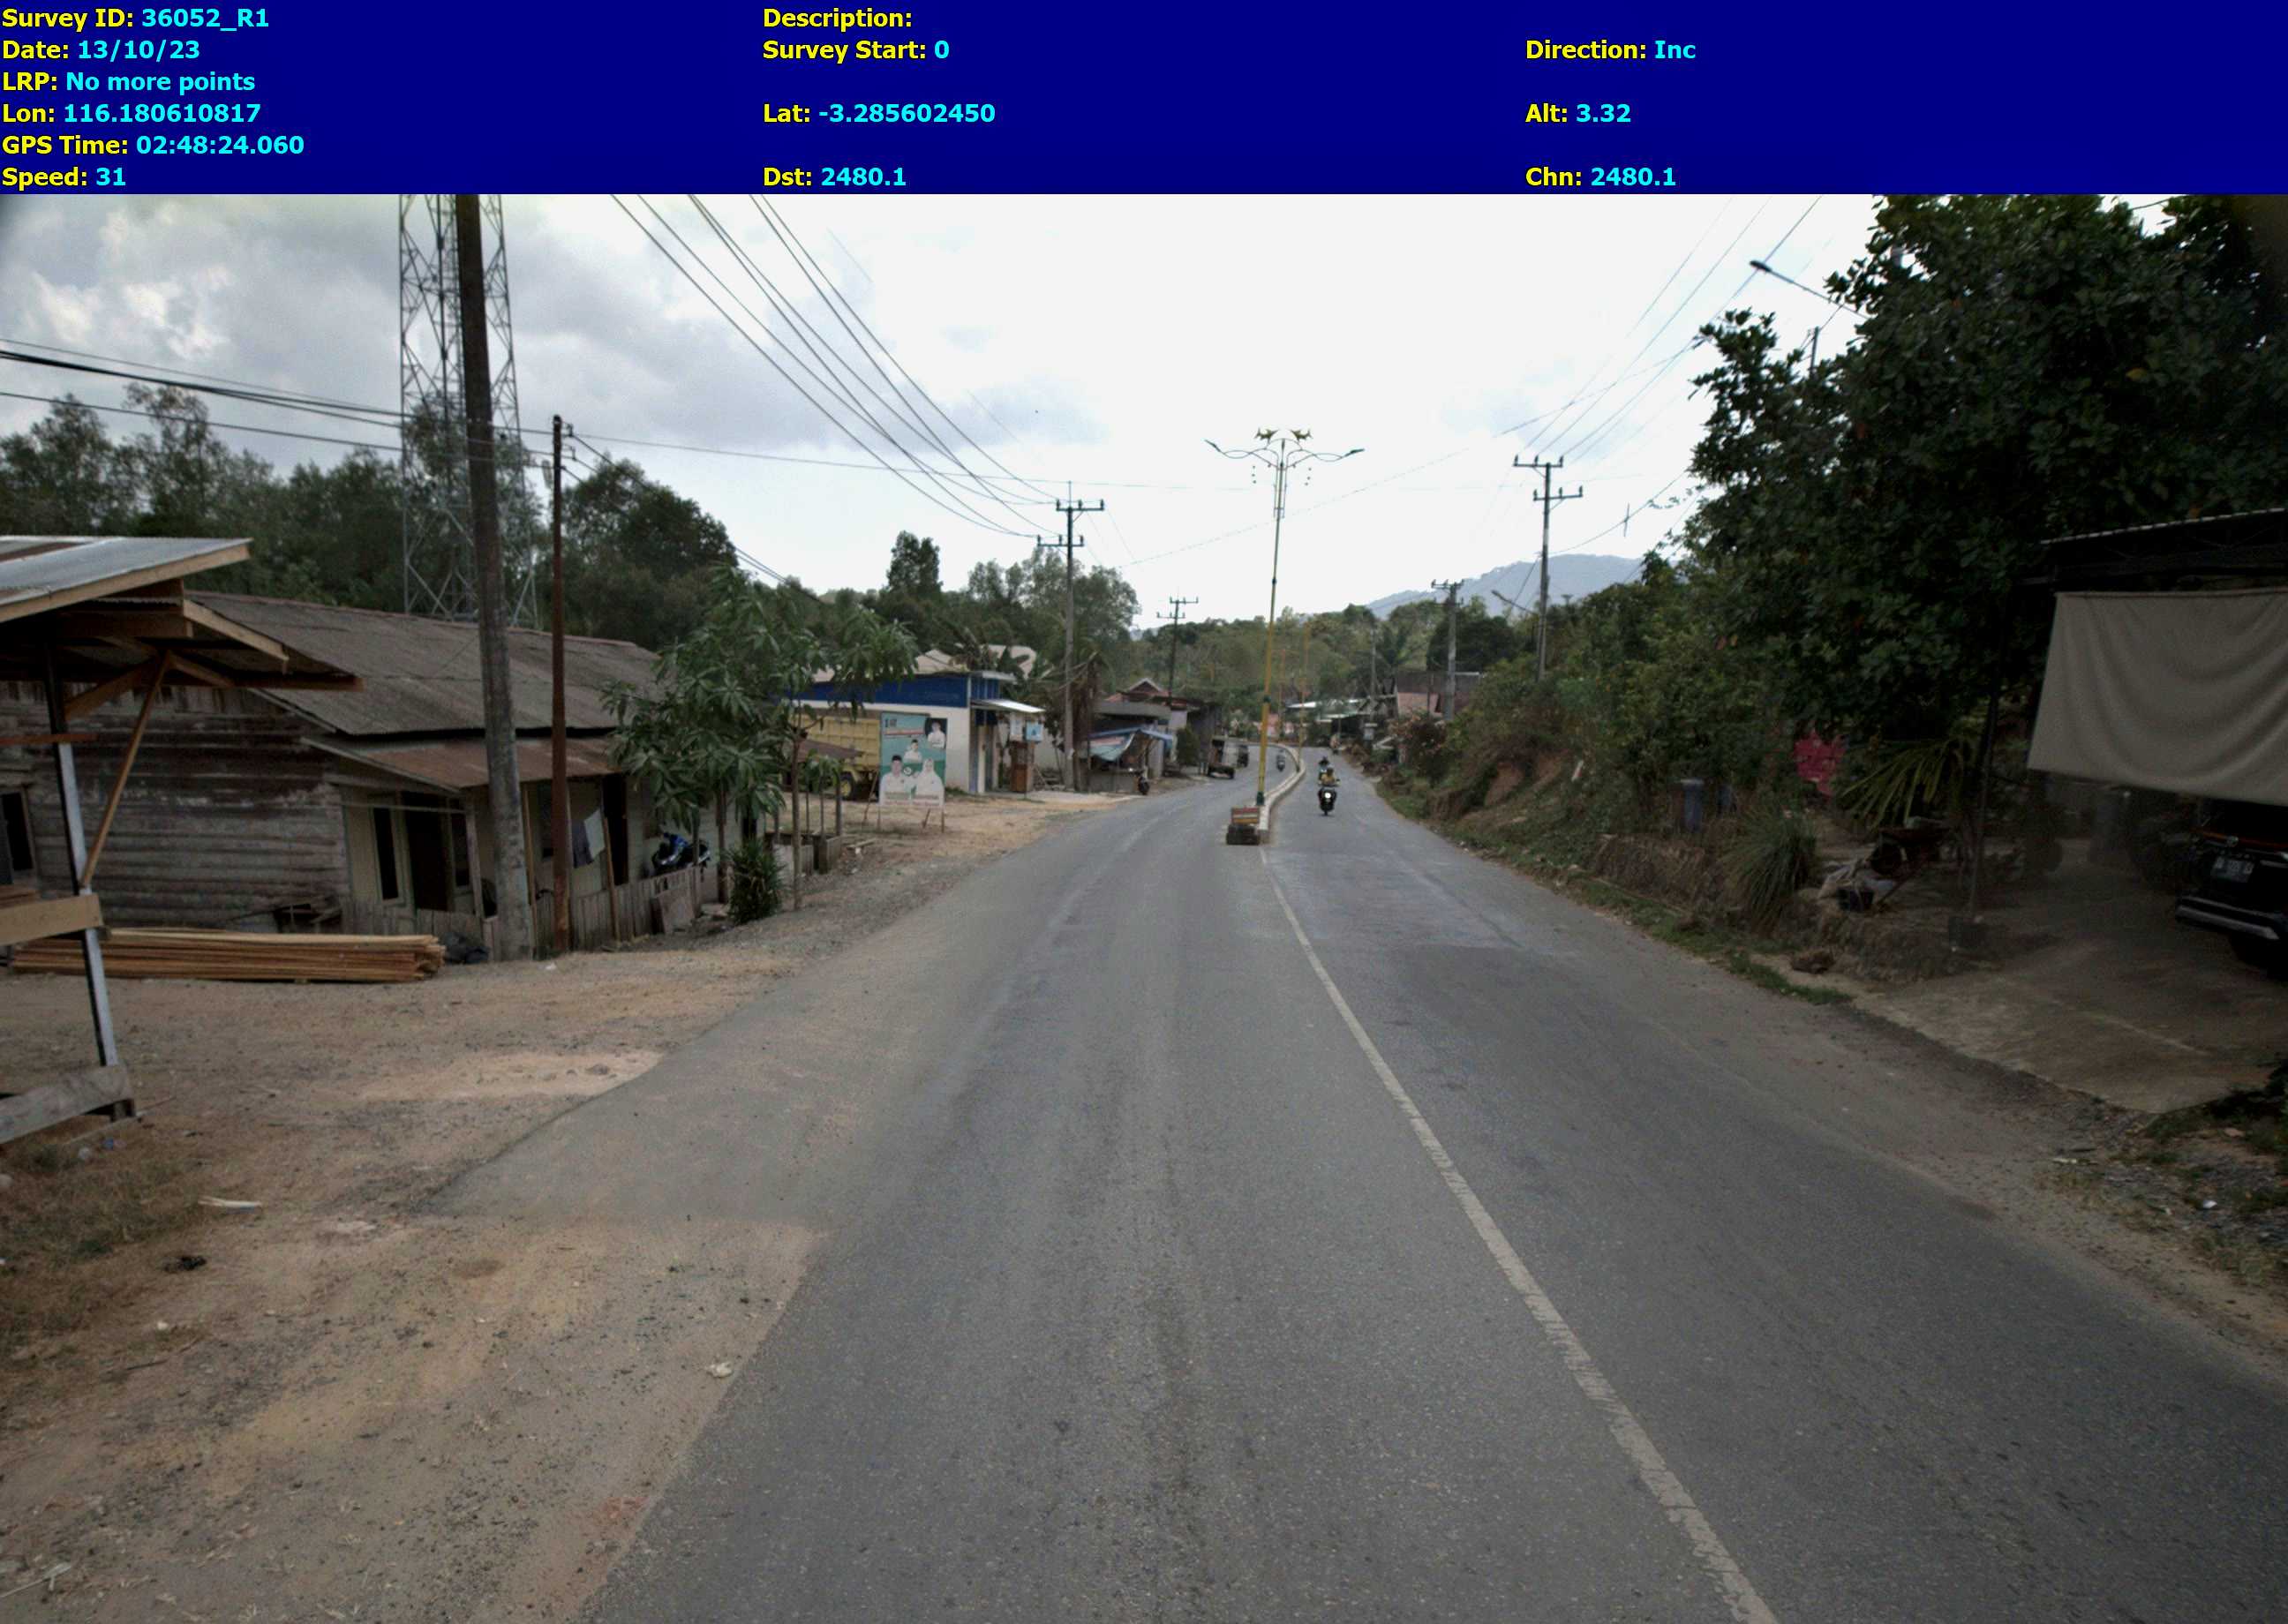 Survey ID: 36052_R1
Description:
Date: 13/10/23
Survey Start: 0
Direction: Inc
LRP: No more points
Lon: 116.180610817
Lat: -3.285602450
Alt: 3.32
GPS Time: 02:48:24.060
Speed: 31
Dst: 2480.1
Chn: 2480.1